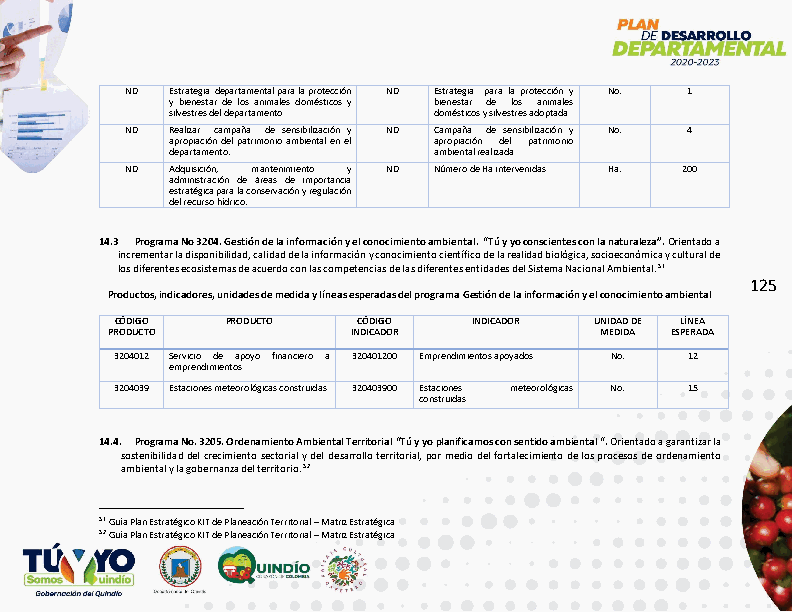 PLAN
DE DESARROLLO
DEPARTAMENTAL
2020-2023
ND Estrategia departamental para la protección y bienestar de los animales domésticos y silvestres del departamento ND Estrategia para la protección y bienestar de los animales domésticos y silvestres adoptada No. 1
ND Realizar campaña de sensibilización y apropiación del patrimonio ambiental en el departamento. ND Campaña de sensibilización y apropiación del patrimonio ambiental realizada No. 4
ND Adquisición, mantenimiento y administración de áreas de importancia estratégica para la conservación y regulación del recurso hídrico. ND Número de Ha intervenidas Ha. 200
14.3 Programa No 3204. Gestión de la información y el conocimiento ambiental. “Tú y yo conscientes con la naturaleza”. Orientado a
incrementar la disponibilidad, calidad de la información y conocimiento científico de la realidad biológica, socioeconómica y cultural de
los diferentes ecosistemas de acuerdo con las competencias de las diferentes entidades del Sistema Nacional Ambiental.31
125
Productos, indicadores, unidades de medida y líneas esperadas del programa Gestión de la información y el conocimiento ambiental
CÓDIGO PRODUCTO PRODUCTO CÓDIGO INDICADOR INDICADOR UNIDAD DE MEDIDA LÍNEA ESPERADA
3204012 Servicio de apoyo financiero a emprendimientos 320401200 Emprendimientos apoyados No. 12
3204039 Estaciones meteorológicas construidas 320403900 Estaciones meteorológicas construidas No. 15
14.4. Programa No. 3205. Ordenamiento Ambiental Territorial “Tú y yo planificamos con sentido ambiental “. Orientado a garantizar la
sostenibilidad del crecimiento sectorial y del desarrollo territorial, por medio del fortalecimiento de los procesos de ordenamiento
ambiental y la gobernanza del territorio.32
31 Guía Plan Estratégico KIT de Planeación Territorial – Matriz Estratégica
32 Guía Plan Estratégico KIT de Planeación Territorial – Matriz Estratégica
TÚ Y YO
Somos Quindío
Gobernación del Quindío
Departamento del Quindío
QUINDÍO
CORAZÓN DE COLOMBIA
PAISAJE CULTURAL CAFETERO